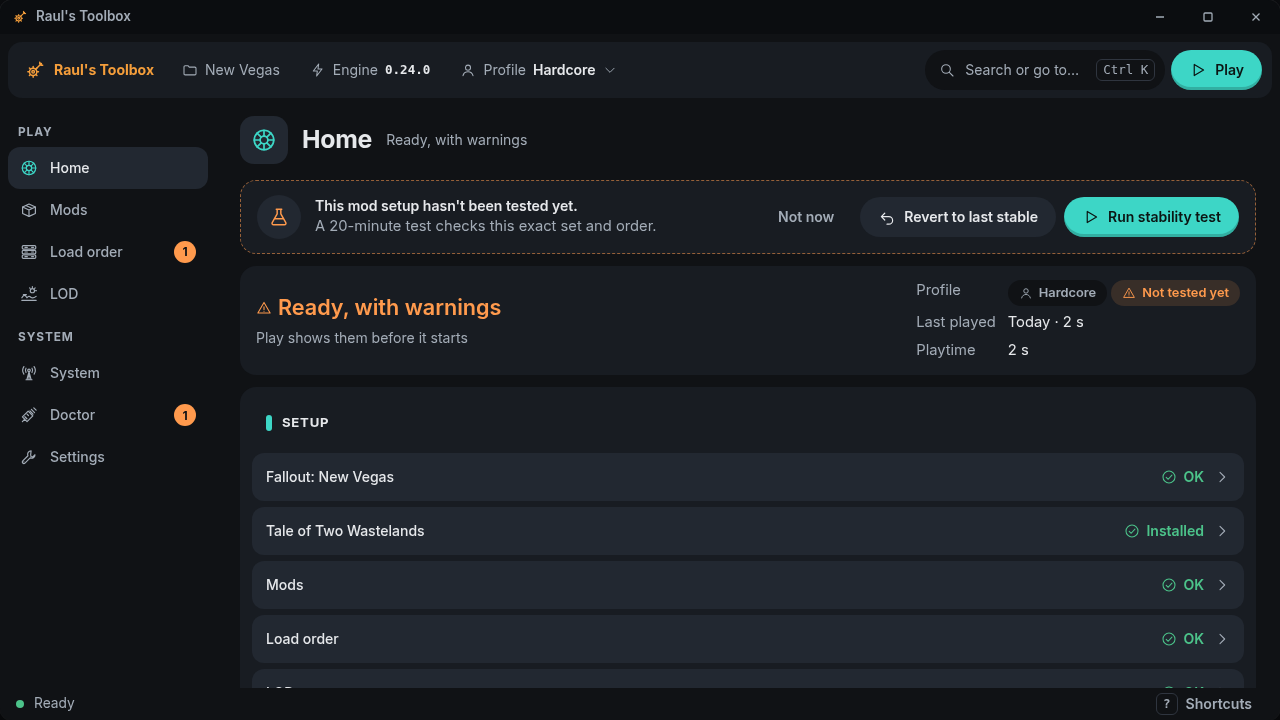 Raul's Toolbox
Raul's Toolbox
New Vegas
Engine 0.24.0
Profile Hardcore
Search or go to...
Ctrl K
Play
PLAY
Home
Mods
Load order
1
LOD
SYSTEM
System
Doctor
1
Settings
Home
Ready, with warnings
This mod setup hasn't been tested yet.
A 20-minute test checks this exact set and order.
Not now
Revert to last stable
Run stability test
Ready, with warnings
Play shows them before it starts
Profile
Hardcore
Not tested yet
Last played
Today · 2 s
Playtime
2 s
SETUP
Fallout: New Vegas
OK
Tale of Two Wastelands
Installed
Mods
OK
Load order
OK
Ready
? Shortcuts